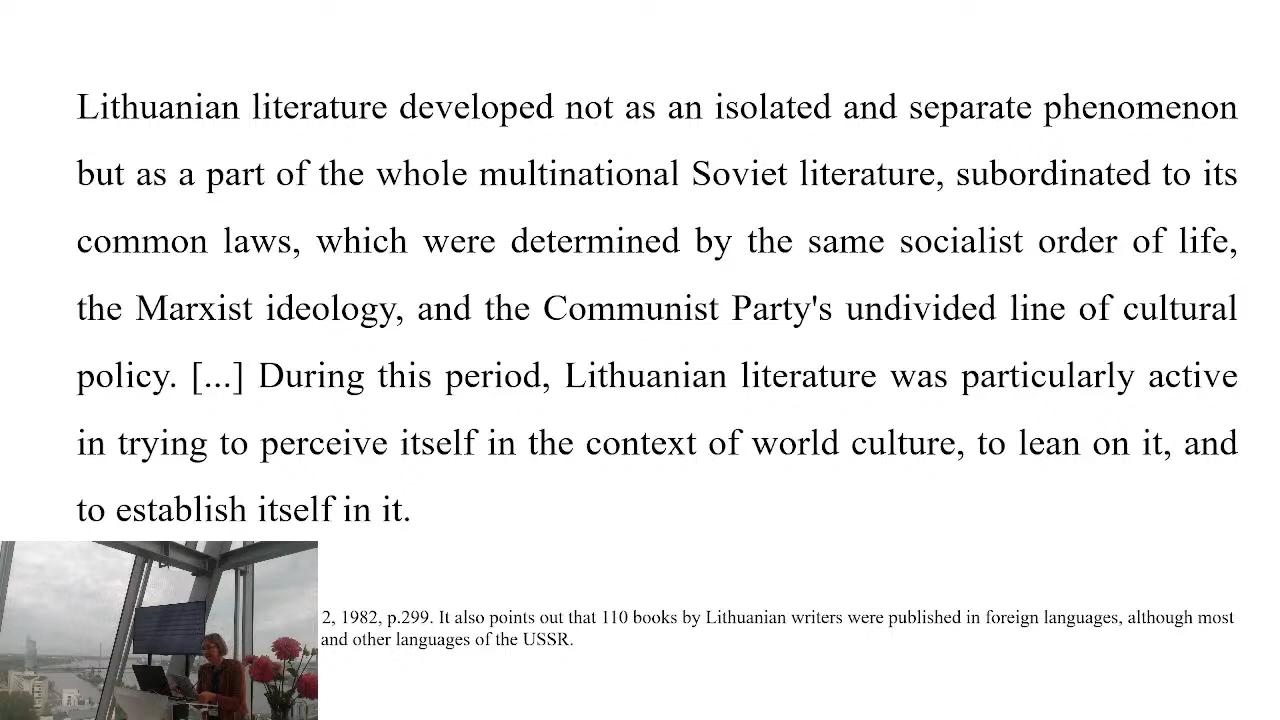 Lithuanian literature developed not as an isolated and separate phenomenon
but as a part of the whole multinational Soviet literature, subordinated to its
common laws, which were determined by the same socialist order of life,
the Marxist ideology, and the Communist Party's undivided line of cultural
policy. [...] During this period, Lithuanian literature was particularly active
in trying to perceive itself in the context of world culture, to lean on it, and
to establish itself in it.
2, 1982, p.299. It also points out that 110 books by Lithuanian writers were published in foreign languages, although most
and other languages of the USSR.